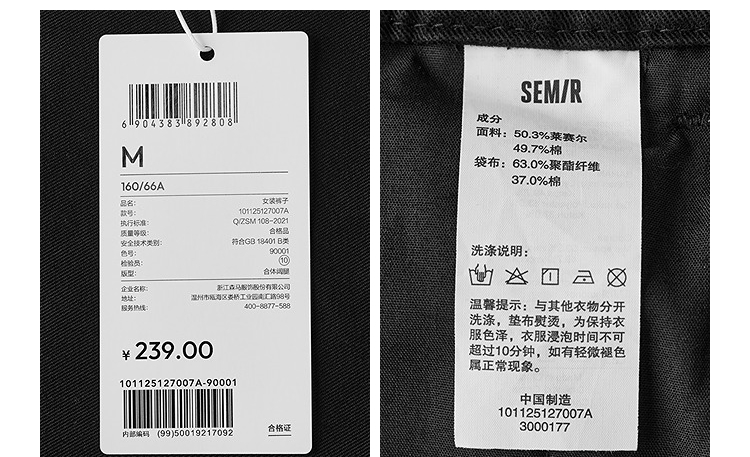 6 904383 892808
M
160/66A
品名: 女装裤子
款号: 101125127007A
执行标准: Q/ZSM 108-2021
质量等级: 合格品
安全技术类别: 符合GB 18401 B类
色号: 90001
检验员: 10
版型: 合体阔腿
企业名称: 浙江森马服饰股份有限公司
地址: 温州市瓯海区娄桥工业园南汇路98号
服务热线: 400-8877-588
¥ 239.00
101125127007A-90001
内部编码 (99)50019217092
合格证
SEM/R
成分
面料: 50.3%莱赛尔
49.7%棉
袋布: 63.0%聚酯纤维
37.0%棉
洗涤说明:
温馨提示: 与其他衣物分开
洗涤, 垫布熨烫, 为保持衣
服色泽, 衣服浸泡时间不可
超过10分钟, 如有轻微褪色
属正常现象。
中国制造
101125127007A
3000177